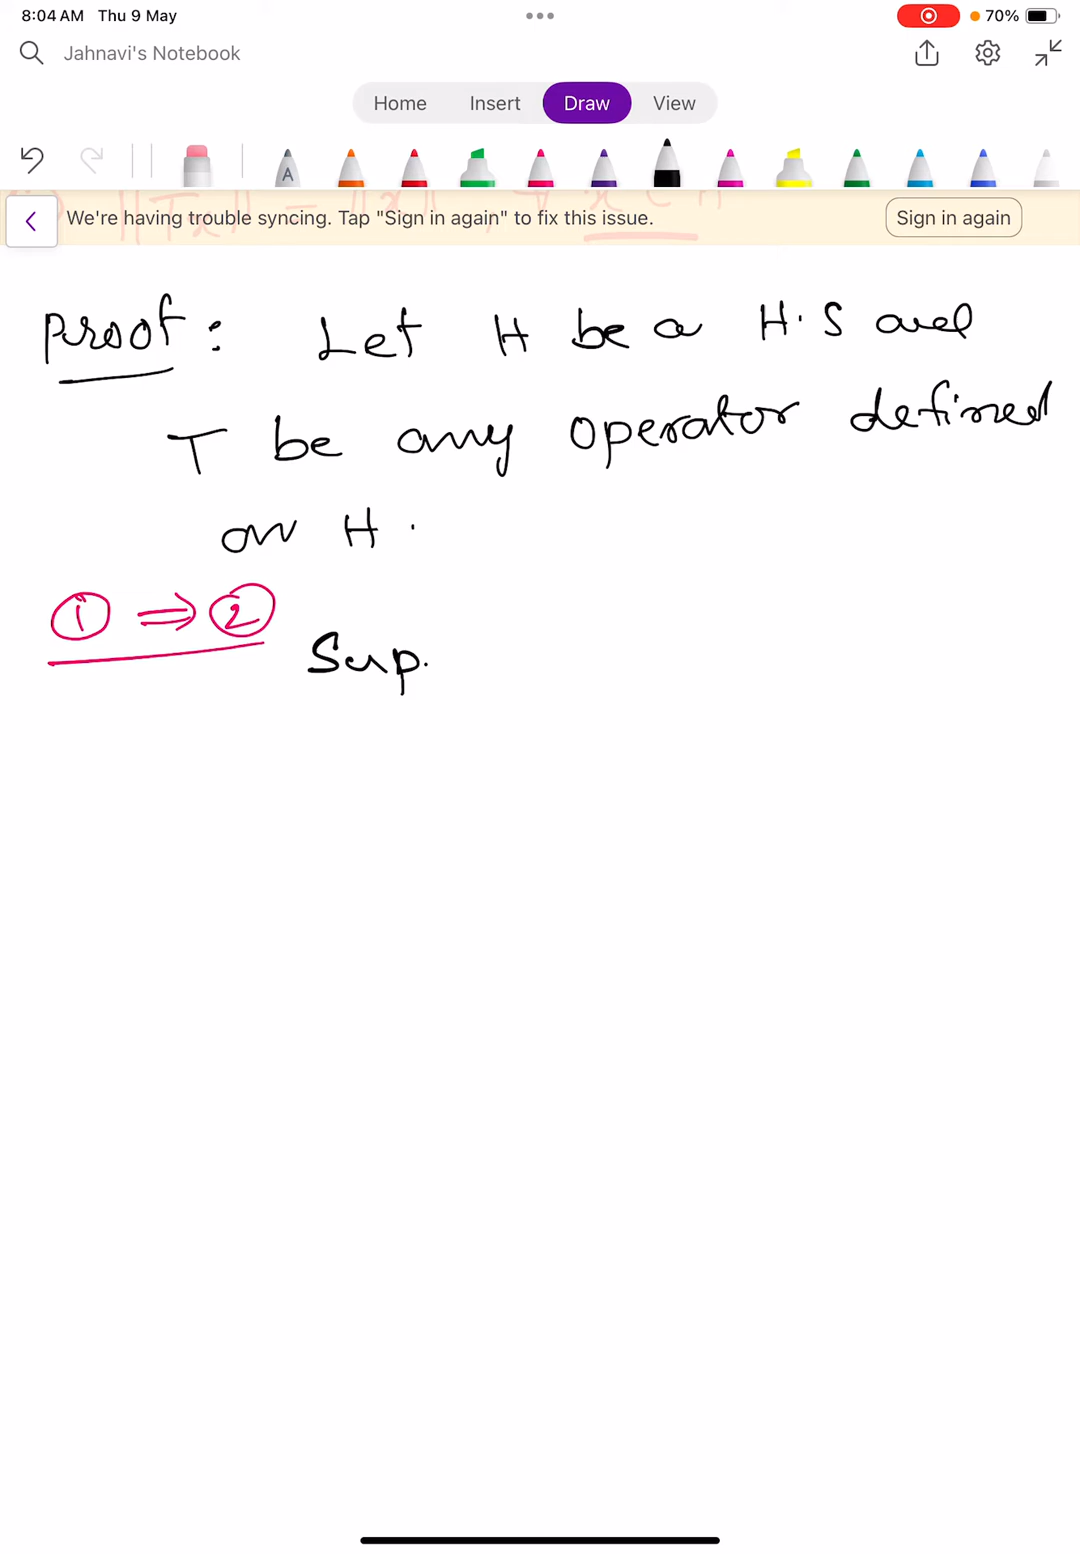 8:04 AM Thu 9 May
70%
Jahnavi's Notebook
Home Insert Draw View
A
||Tx|| = ||x||, ∀ x ∈ H
We're having trouble syncing. Tap "Sign in again" to fix this issue. Sign in again
Proof: Let H be a H.S and
T be any operator defined
on H.
① ⇒ ② Sup.